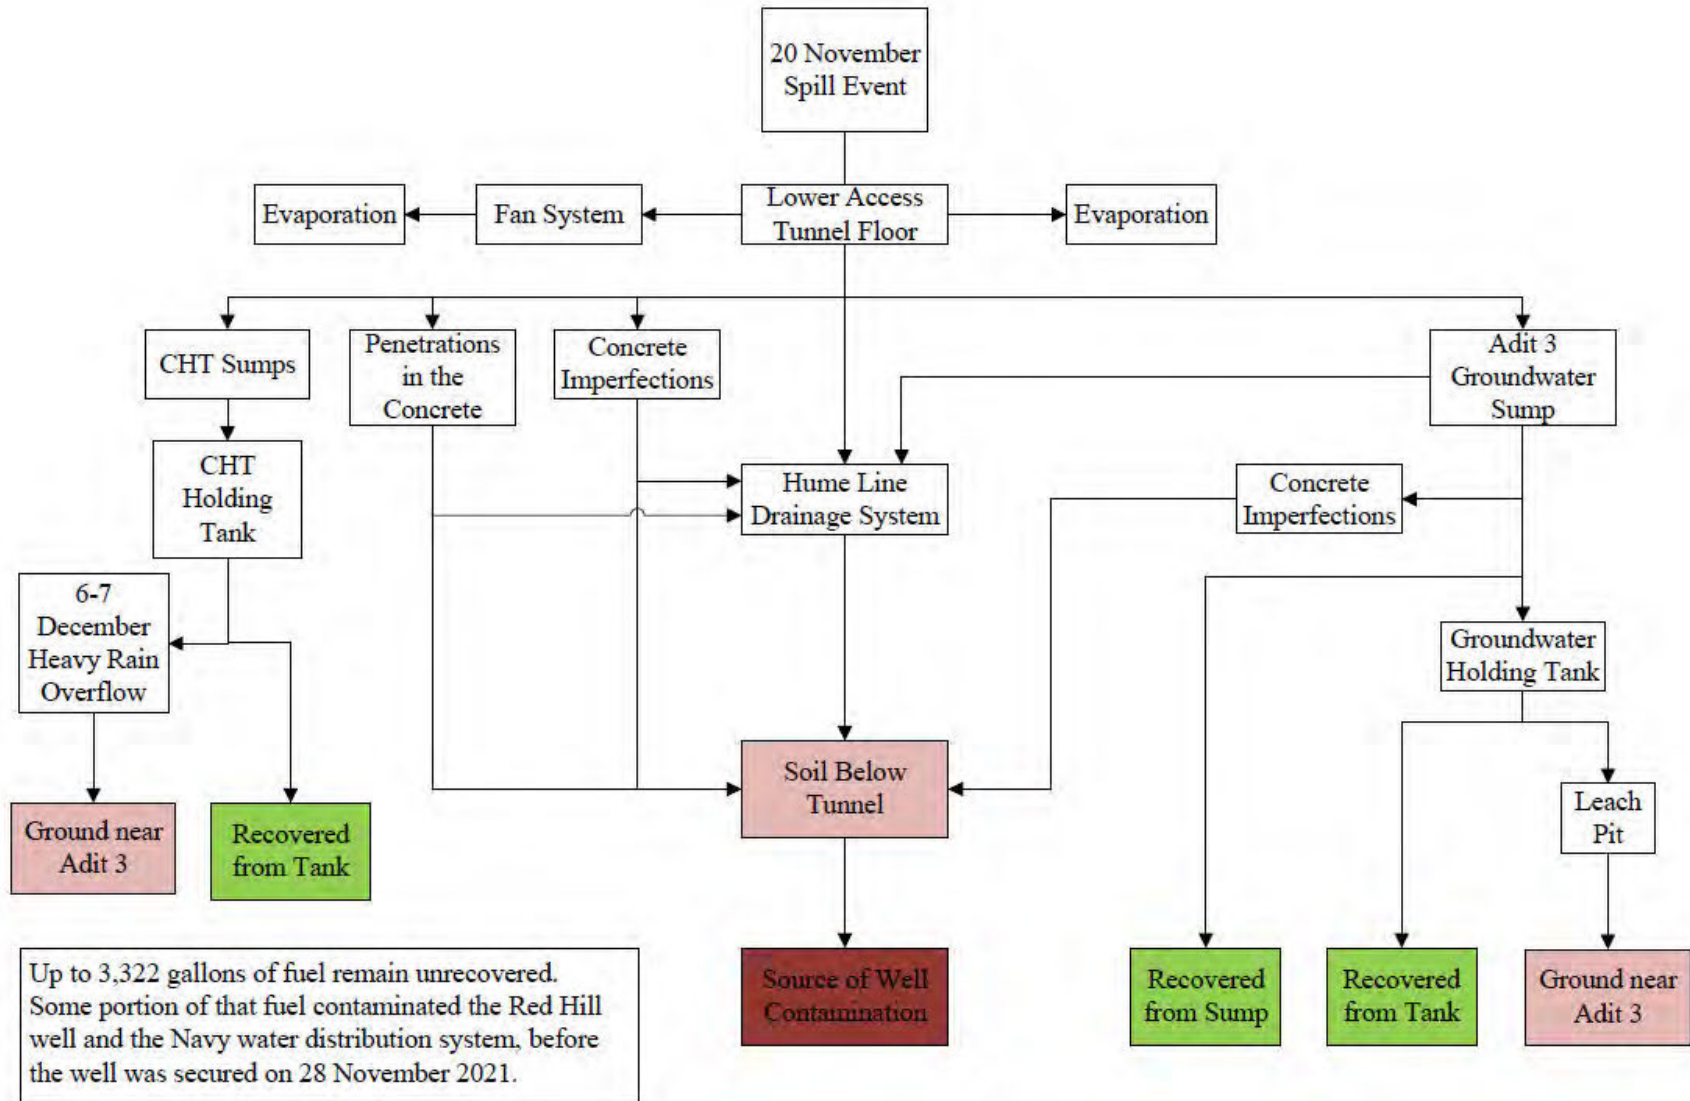 20 November
Spill Event
Evaporation
Fan System
Lower Access
Tunnel Floor
Evaporation
CHT Sumps
Penetrations
in the
Concrete
Concrete
Imperfections
Adit 3
Groundwater
Sump
CHT
Holding
Tank
Hume Line
Drainage System
Concrete
Imperfections
6-7
December
Heavy Rain
Overflow
Groundwater
Holding Tank
Soil Below
Tunnel
Leach
Pit
Ground near
Adit 3
Recovered
from Tank
Source of Well
Contamination
Recovered
from Sump
Recovered
from Tank
Ground near
Adit 3
Up to 3,322 gallons of fuel remain unrecovered.
Some portion of that fuel contaminated the Red Hill
well and the Navy water distribution system, before
the well was secured on 28 November 2021.